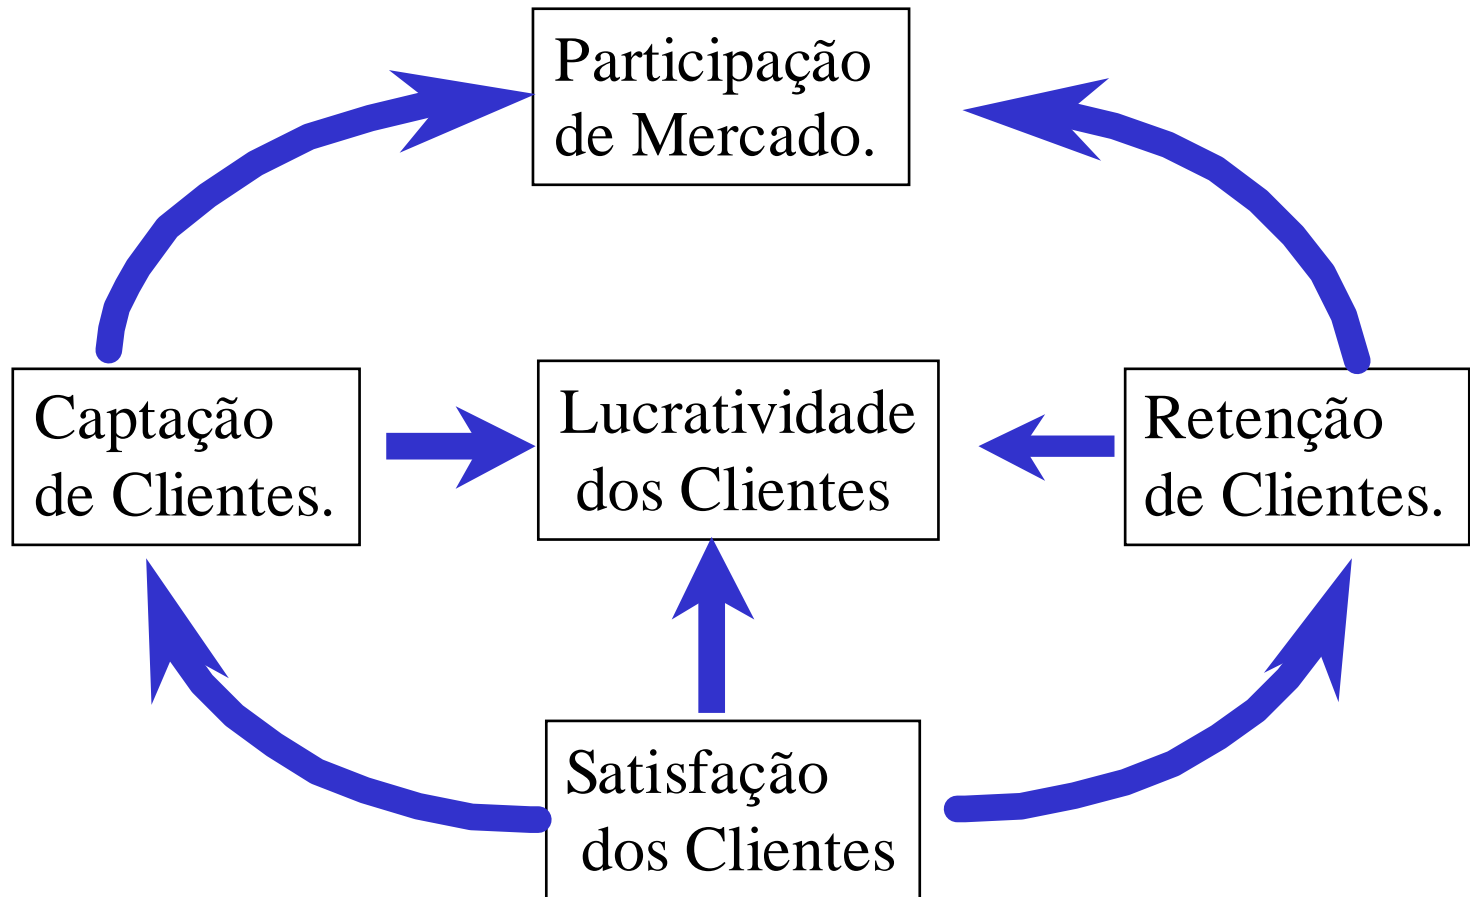 Participação
de Mercado.
Captação
de Clientes.
Lucratividade
dos Clientes
Retenção
de Clientes.
Satisfação
dos Clientes